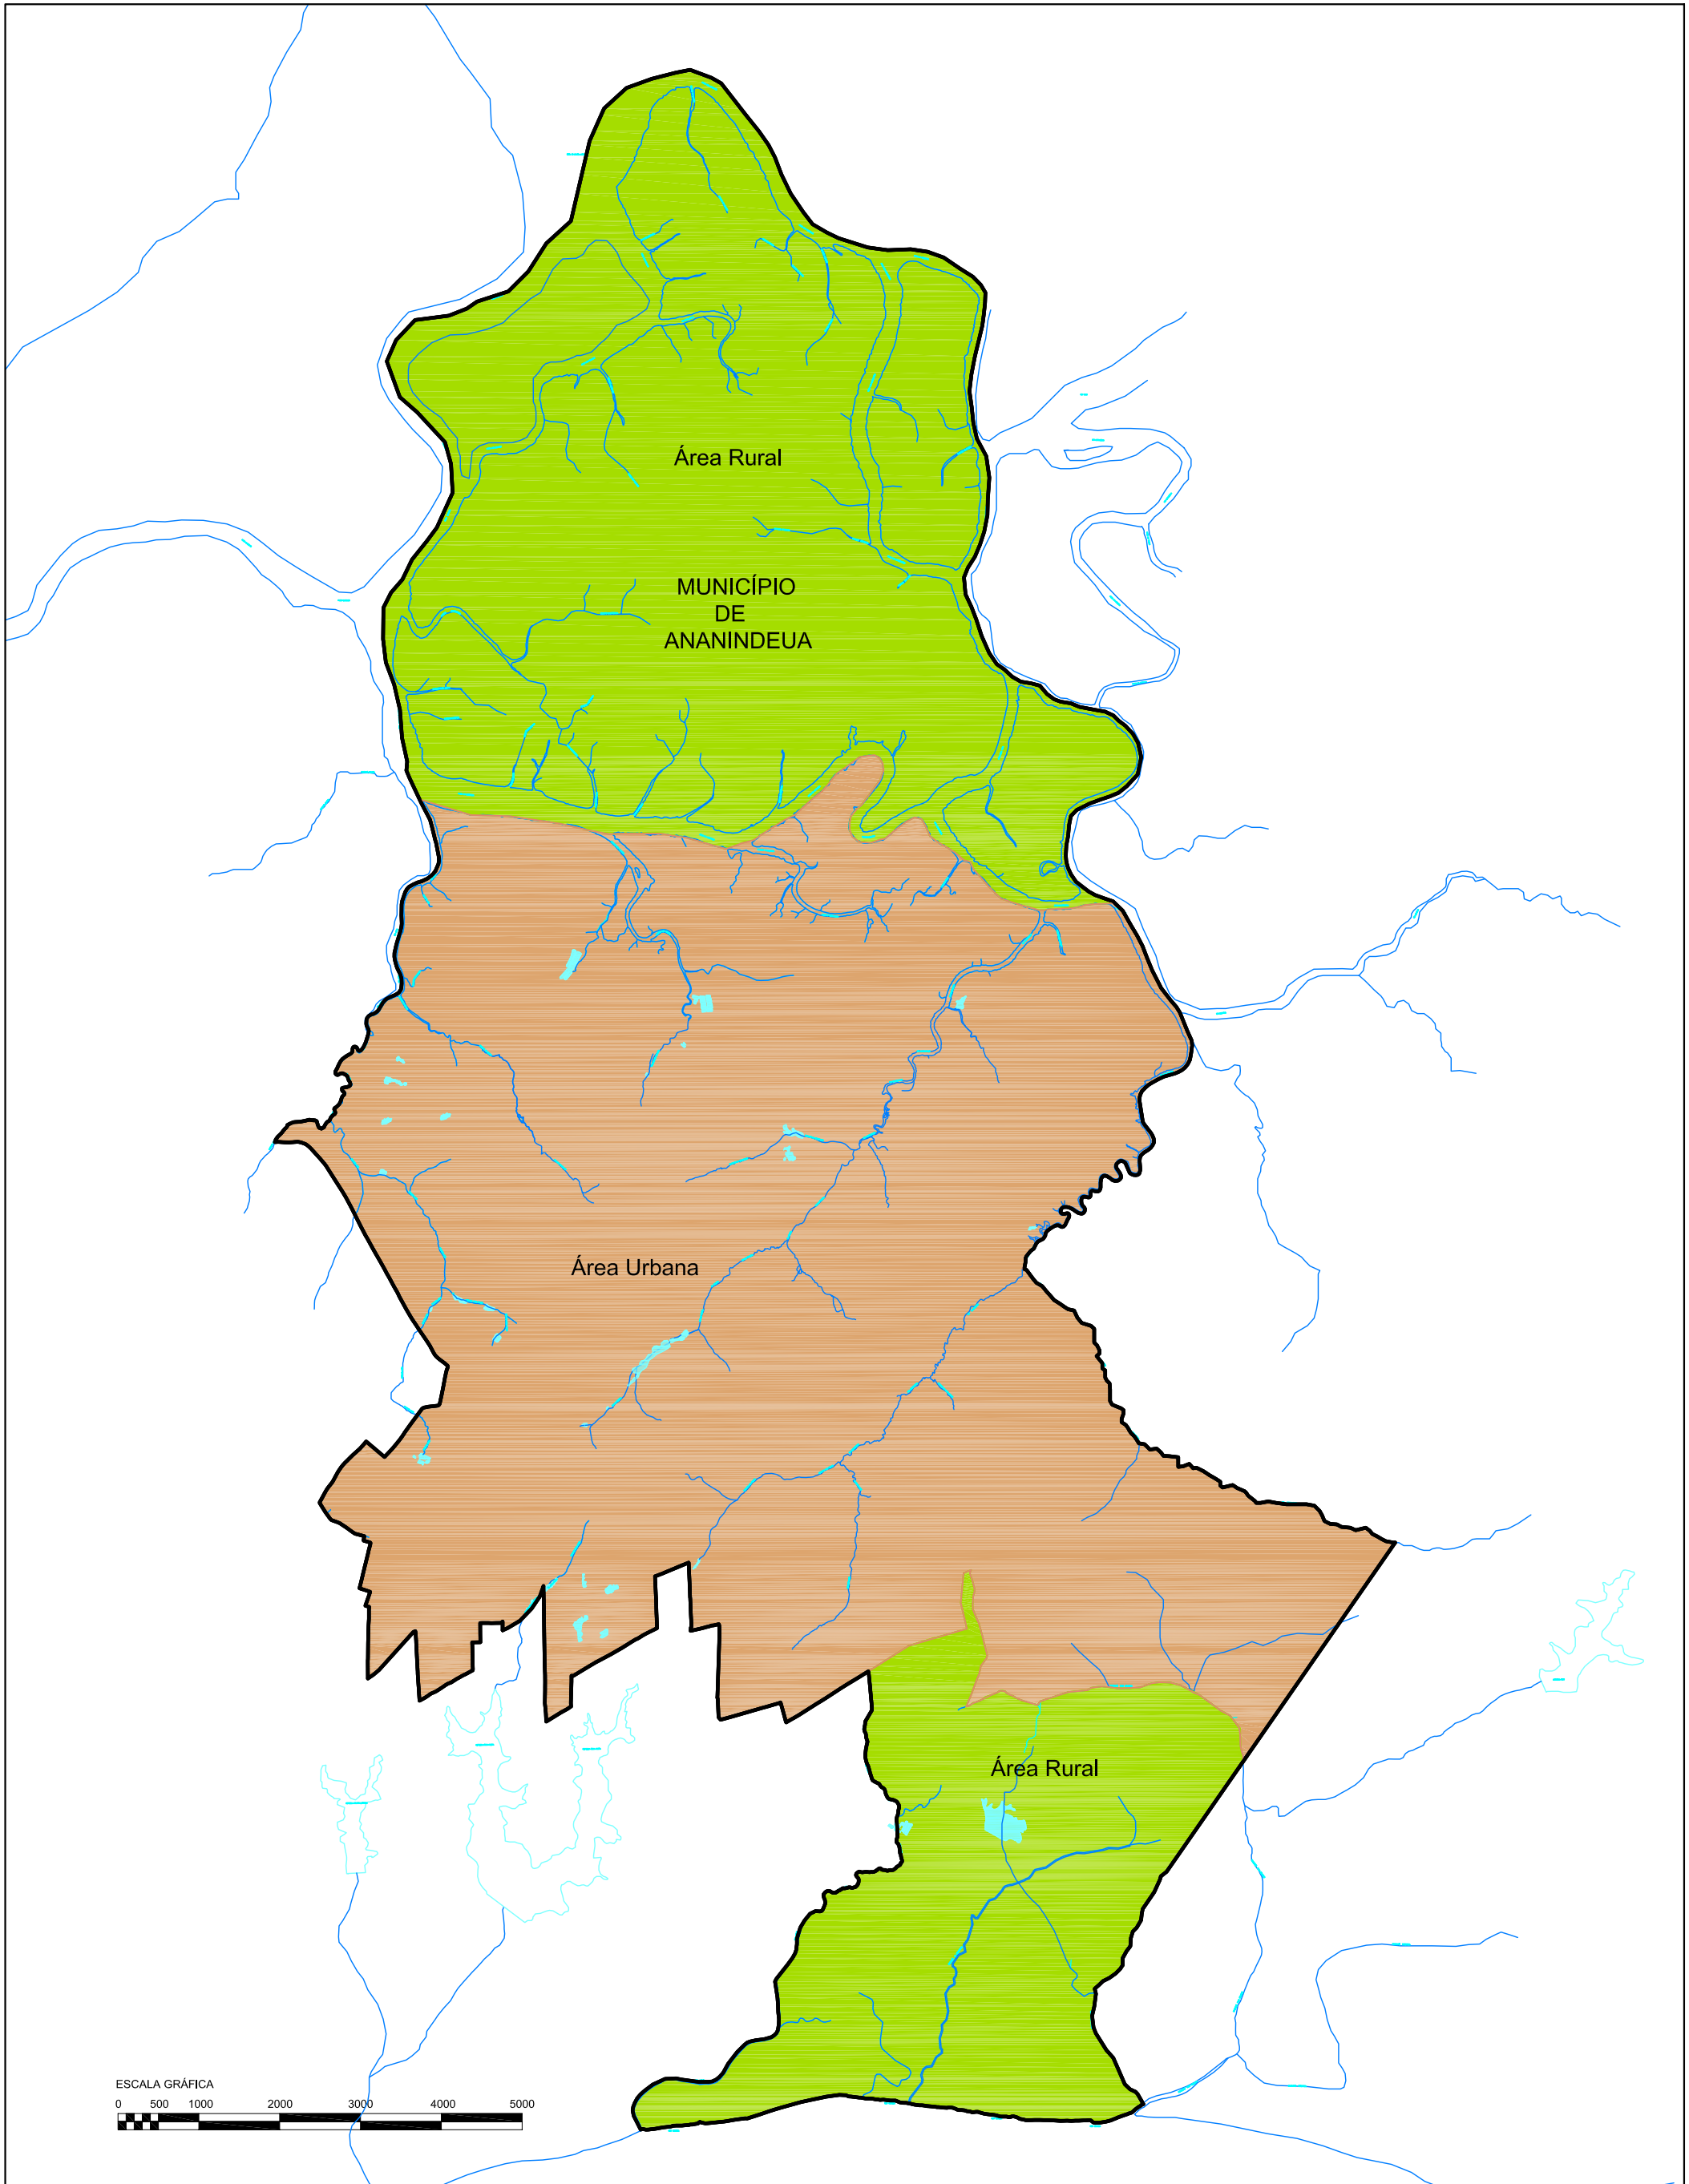 Área Rural
MUNICÍPIO
DE
ANANINDEUA
Área Urbana
Área Rural
ESCALA GRÁFICA
0 500 1000 2000 3000 4000 5000